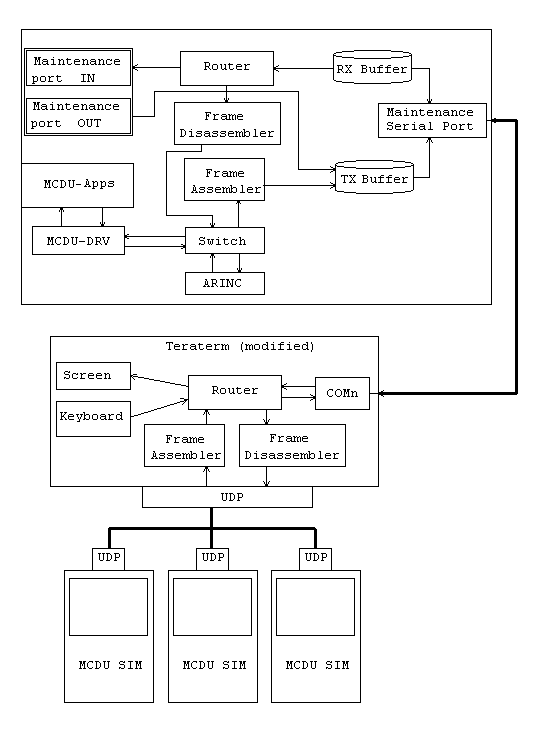 Maintenance
port IN
Router
RX Buffer
Maintenance
port OUT
Frame
Disassembler
Maintenance
Serial Port
MCDU-Apps
Frame
Assembler
TX Buffer
MCDU-DRV
Switch
ARINC
Teraterm (modified)
Screen
Router
COMn
Keyboard
Frame
Assembler
Frame
Disassembler
UDP
UDP
UDP
UDP
MCDU SIM
MCDU SIM
MCDU SIM